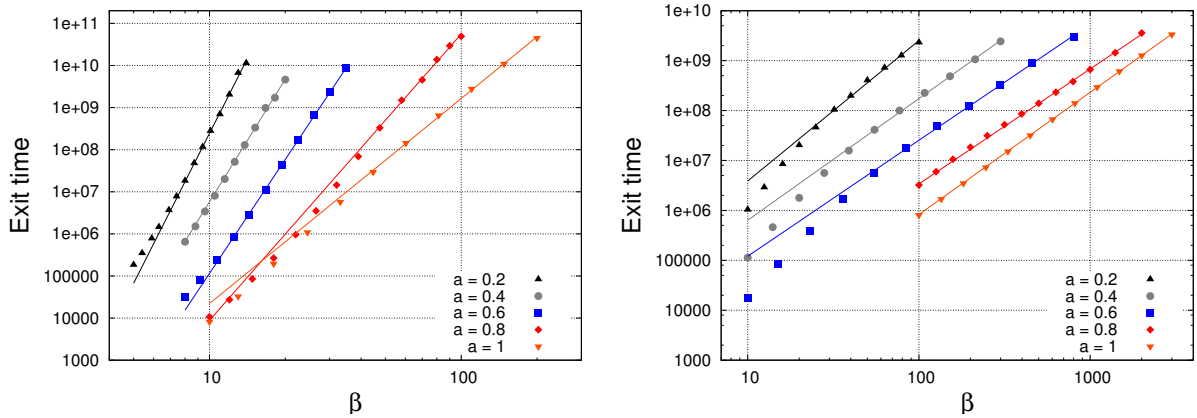 1e+11
1e+10
1e+09
1e+08
1e+07
1e+06
100000
10000
1000
Exit time
10
100
β
a = 0.2
a = 0.4
a = 0.6
a = 0.8
a = 1
1e+10
1e+09
1e+08
1e+07
1e+06
100000
10000
1000
Exit time
10
100
1000
β
a = 0.2
a = 0.4
a = 0.6
a = 0.8
a = 1